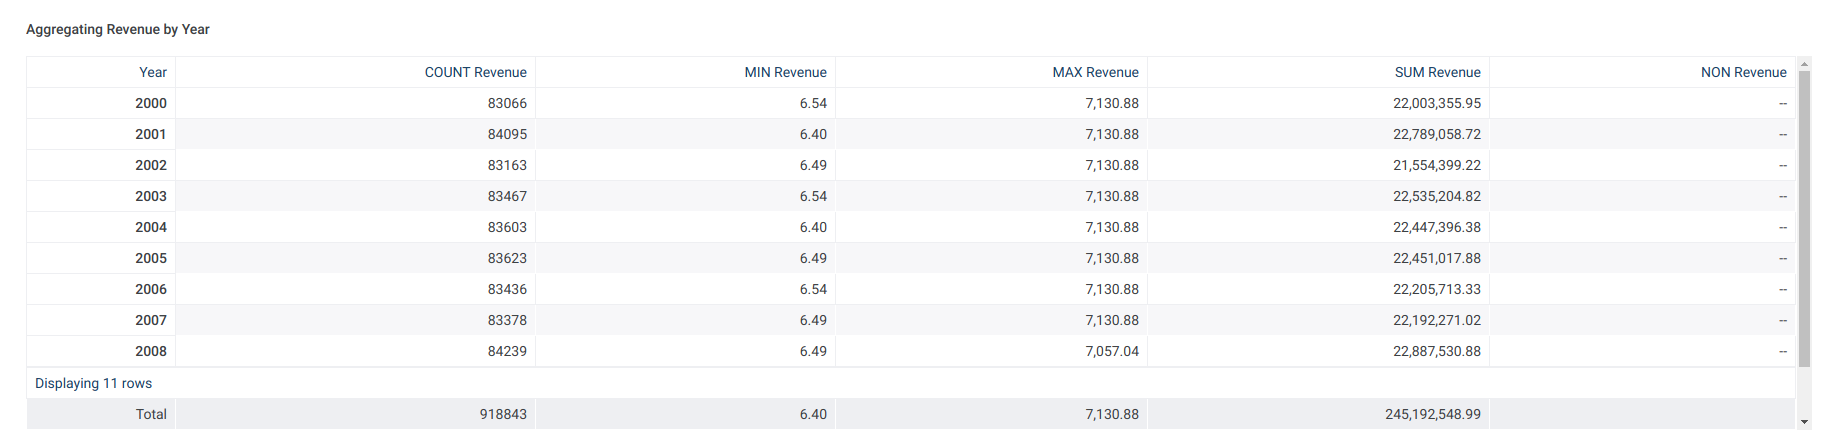 Aggregating Revenue by Year
Year COUNT Revenue MIN Revenue MAX Revenue SUM Revenue NON Revenue
2000 83066 6.54 7,130.88 22,003,355.95 --
2001 84095 6.40 7,130.88 22,789,058.72 --
2002 83163 6.49 7,130.88 21,554,399.22 --
2003 83467 6.54 7,130.88 22,535,204.82 --
2004 83603 6.40 7,130.88 22,447,396.38 --
2005 83623 6.49 7,130.88 22,451,017.88 --
2006 83436 6.54 7,130.88 22,205,713.33 --
2007 83378 6.49 7,130.88 22,192,271.02 --
2008 84239 6.49 7,057.04 22,887,530.88 --
Displaying 11 rows
Total 918843 6.40 7,130.88 245,192,548.99